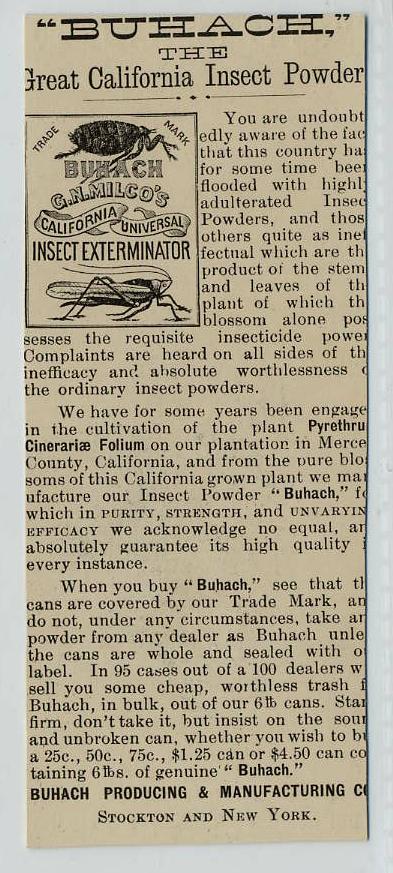 "BUHACH,"
THE
Great California Insect Powder
TRADE MARK
BUHACH
G.N. MILCO'S
CALIFORNIA UNIVERSAL
INSECT EXTERMINATOR
You are undoubt
edly aware of the fac
that this country ha
for some time bee
flooded with highl
adulterated Insec
Powders, and thos
others quite as inef
fectual which are th
product of the stem
and leaves of th
plant of which th
blossom alone pos
sesses the requisite insecticide power
Complaints are heard on all sides of th
inefficacy and absolute worthlessness o
the ordinary insect powders.
We have for some years been engage
in the cultivation of the plant Pyrethru
Cinerariæ Folium on our plantation in Merce
County, California, and from the pure blo
soms of this California grown plant we ma
ufacture our Insect Powder "Buhach," fo
which in PURITY, STRENGTH, and UNVARYIN
EFFICACY we acknowledge no equal, an
absolutely guarantee its high quality i
every instance.
When you buy "Buhach," see that th
cans are covered by our Trade Mark, an
do not, under any circumstances, take an
powder from any dealer as Buhach unle
the cans are whole and sealed with o
label. In 95 cases out of a 100 dealers w
sell you some cheap, worthless trash f
Buhach, in bulk, out of our 6℔ cans. Stan
firm, don't take it, but insist on the soun
and unbroken can, whether you wish to bu
a 25c., 50c., 75c., $1.25 can or $4.50 can co
taining 6℔s. of genuine "Buhach."
BUHACH PRODUCING & MANUFACTURING CO
STOCKTON AND NEW YORK.